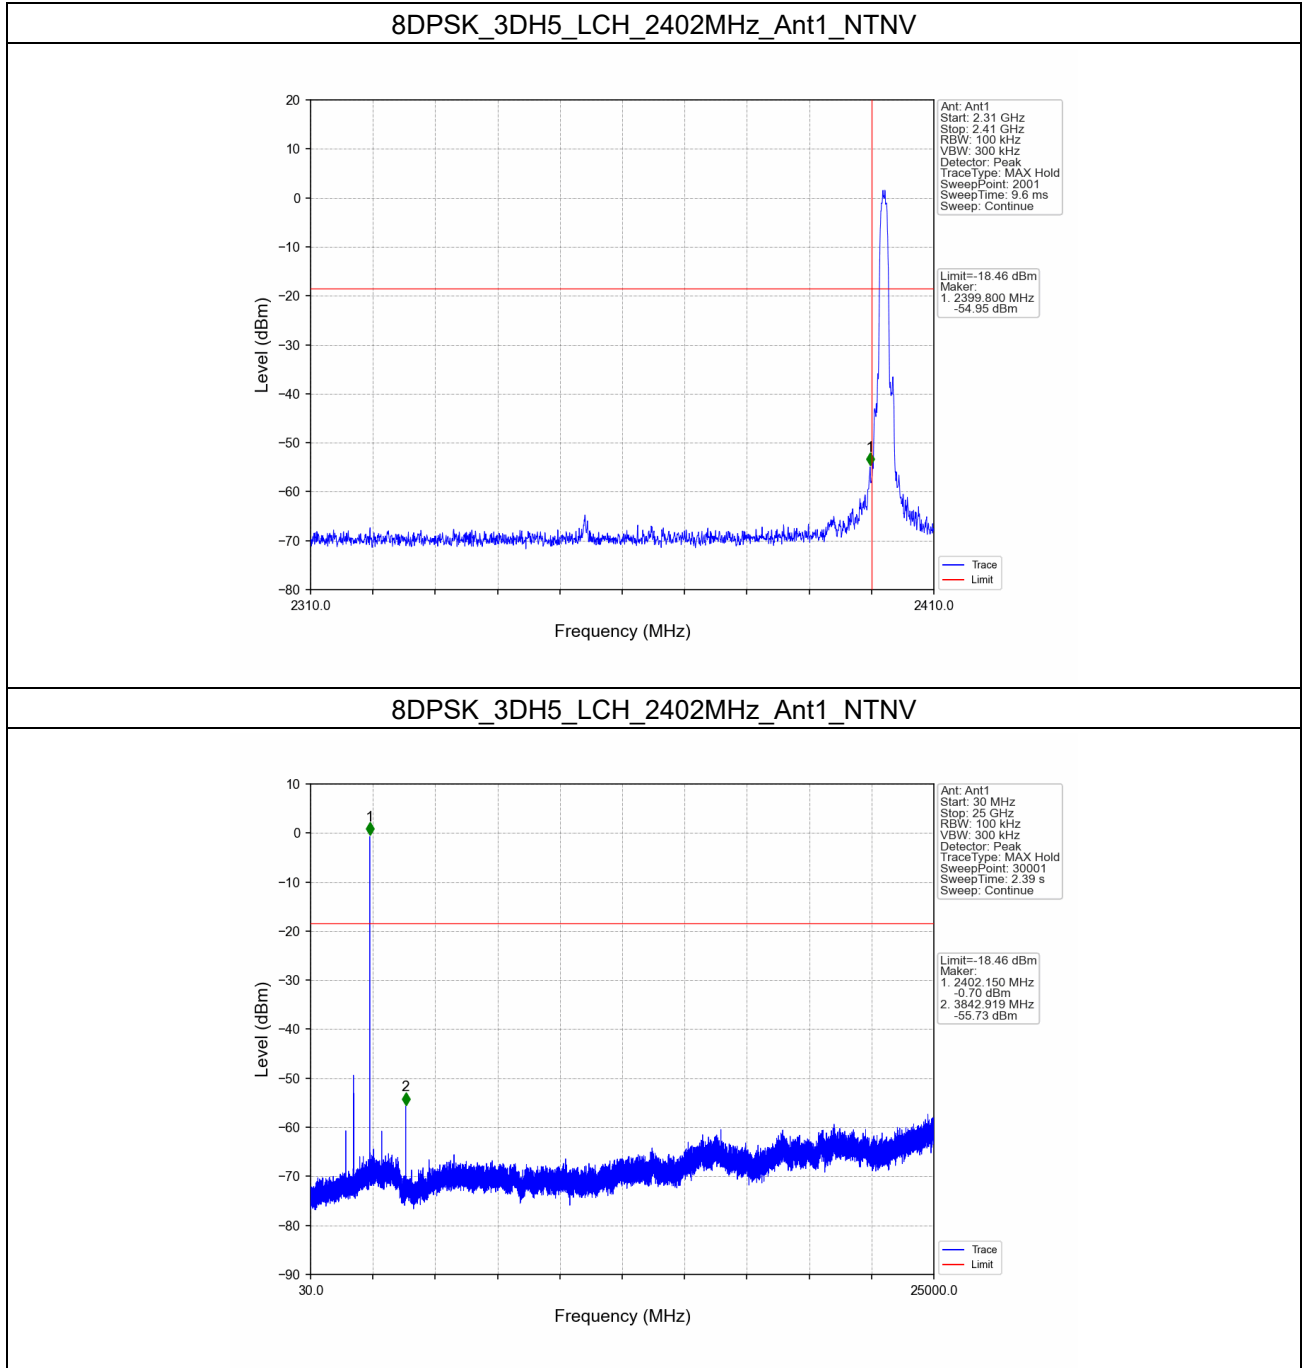 8DPSK_3DH5_LCH_2402MHz_Ant1_NTNV
20
10
0
−10
−20
−30
−40
−50
−60
−70
−80
Level (dBm)
2310.0
2410.0
Frequency (MHz)
1
Ant: Ant1
Start: 2.31 GHz
Stop: 2.41 GHz
RBW: 100 kHz
VBW: 300 kHz
Detector: Peak
TraceType: MAX Hold
SweepPoint: 2001
SweepTime: 9.6 ms
Sweep: Continue
Limit=-18.46 dBm
Maker:
1. 2399.800 MHz
-54.95 dBm
Trace
Limit
8DPSK_3DH5_LCH_2402MHz_Ant1_NTNV
10
0
−10
−20
−30
−40
−50
−60
−70
−80
−90
Level (dBm)
30.0
25000.0
Frequency (MHz)
1
2
Ant: Ant1
Start: 30 MHz
Stop: 25 GHz
RBW: 100 kHz
VBW: 300 kHz
Detector: Peak
TraceType: MAX Hold
SweepPoint: 30001
SweepTime: 2.39 s
Sweep: Continue
Limit=-18.46 dBm
Maker:
1. 2402.150 MHz
-0.70 dBm
2. 3842.919 MHz
-55.73 dBm
Trace
Limit